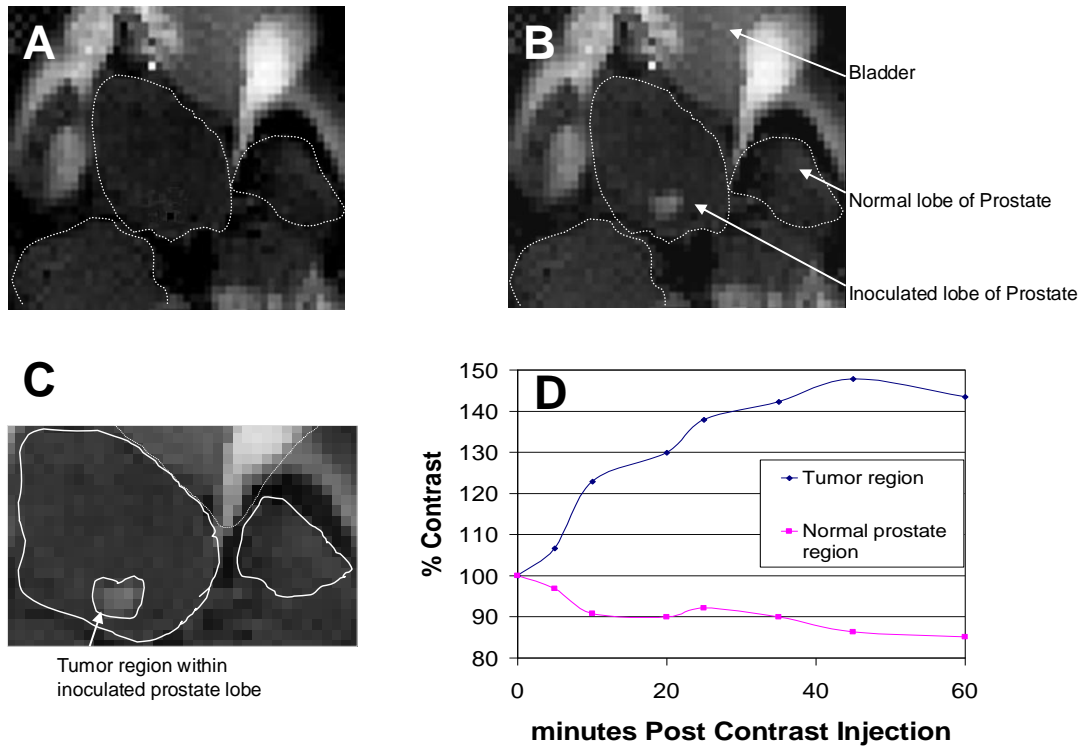 A
B
Bladder
Normal lobe of Prostate
Inoculated lobe of Prostate
C
Tumor region within
inoculated prostate lobe
D
% Contrast
150
140
130
120
110
100
90
80
0
20
40
60
minutes Post Contrast Injection
Tumor region
Normal prostate
region